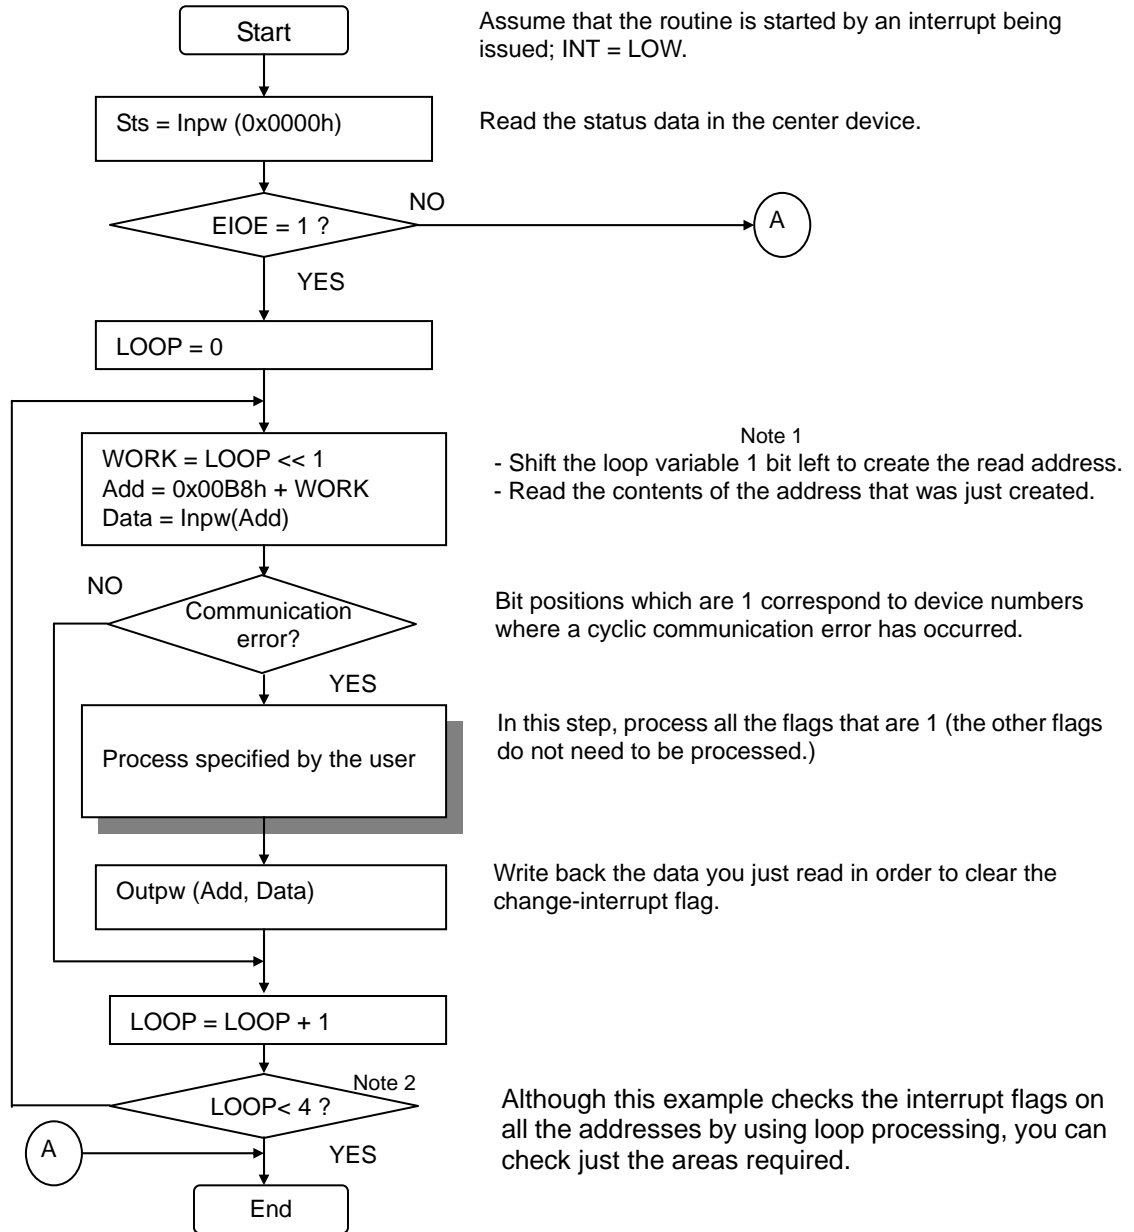 Start
Assume that the routine is started by an interrupt being
issued; INT = LOW.
Sts = Inpw (0x0000h)
Read the status data in the center device.
EIOE = 1 ?
NO
A
YES
LOOP = 0
WORK = LOOP << 1
Add = 0x00B8h + WORK
Data = Inpw(Add)
Note 1
- Shift the loop variable 1 bit left to create the read address.
- Read the contents of the address that was just created.
NO
Communication
error?
Bit positions which are 1 correspond to device numbers
where a cyclic communication error has occurred.
YES
Process specified by the user
In this step, process all the flags that are 1 (the other flags
do not need to be processed.)
Outpw (Add, Data)
Write back the data you just read in order to clear the
change-interrupt flag.
LOOP = LOOP + 1
Note 2
LOOP< 4 ?
Although this example checks the interrupt flags on
all the addresses by using loop processing, you can
check just the areas required.
A
YES
End